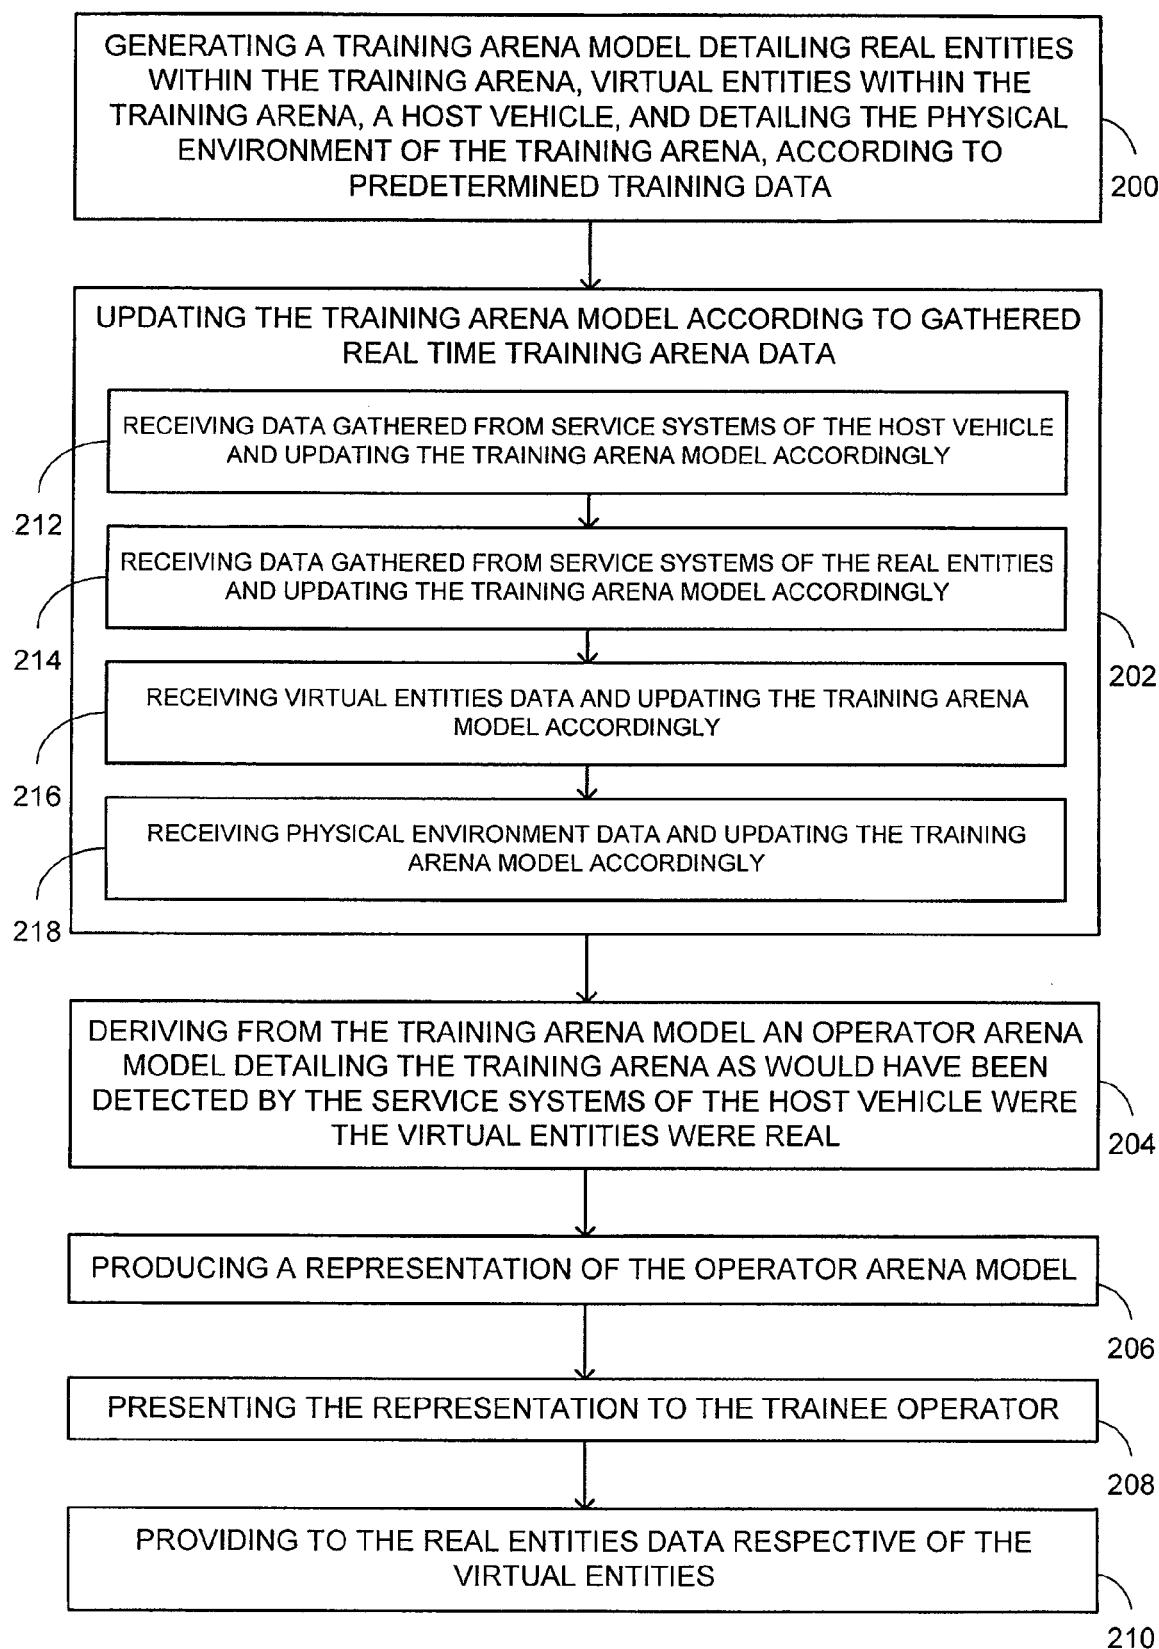 GENERATING A TRAINING ARENA MODEL DETAILING REAL ENTITIES
WITHIN THE TRAINING ARENA, VIRTUAL ENTITIES WITHIN THE
TRAINING ARENA, A HOST VEHICLE, AND DETAILING THE PHYSICAL
ENVIRONMENT OF THE TRAINING ARENA, ACCORDING TO
PREDETERMINED TRAINING DATA
200
UPDATING THE TRAINING ARENA MODEL ACCORDING TO GATHERED
REAL TIME TRAINING ARENA DATA
RECEIVING DATA GATHERED FROM SERVICE SYSTEMS OF THE HOST VEHICLE
AND UPDATING THE TRAINING ARENA MODEL ACCORDINGLY
212
RECEIVING DATA GATHERED FROM SERVICE SYSTEMS OF THE REAL ENTITIES
AND UPDATING THE TRAINING ARENA MODEL ACCORDINGLY
214
202
RECEIVING VIRTUAL ENTITIES DATA AND UPDATING THE TRAINING ARENA
MODEL ACCORDINGLY
216
RECEIVING PHYSICAL ENVIRONMENT DATA AND UPDATING THE TRAINING
ARENA MODEL ACCORDINGLY
218
DERIVING FROM THE TRAINING ARENA MODEL AN OPERATOR ARENA
MODEL DETAILING THE TRAINING ARENA AS WOULD HAVE BEEN
DETECTED BY THE SERVICE SYSTEMS OF THE HOST VEHICLE WERE
THE VIRTUAL ENTITIES WERE REAL
204
PRODUCING A REPRESENTATION OF THE OPERATOR ARENA MODEL
206
PRESENTING THE REPRESENTATION TO THE TRAINEE OPERATOR
208
PROVIDING TO THE REAL ENTITIES DATA RESPECTIVE OF THE
VIRTUAL ENTITIES
210